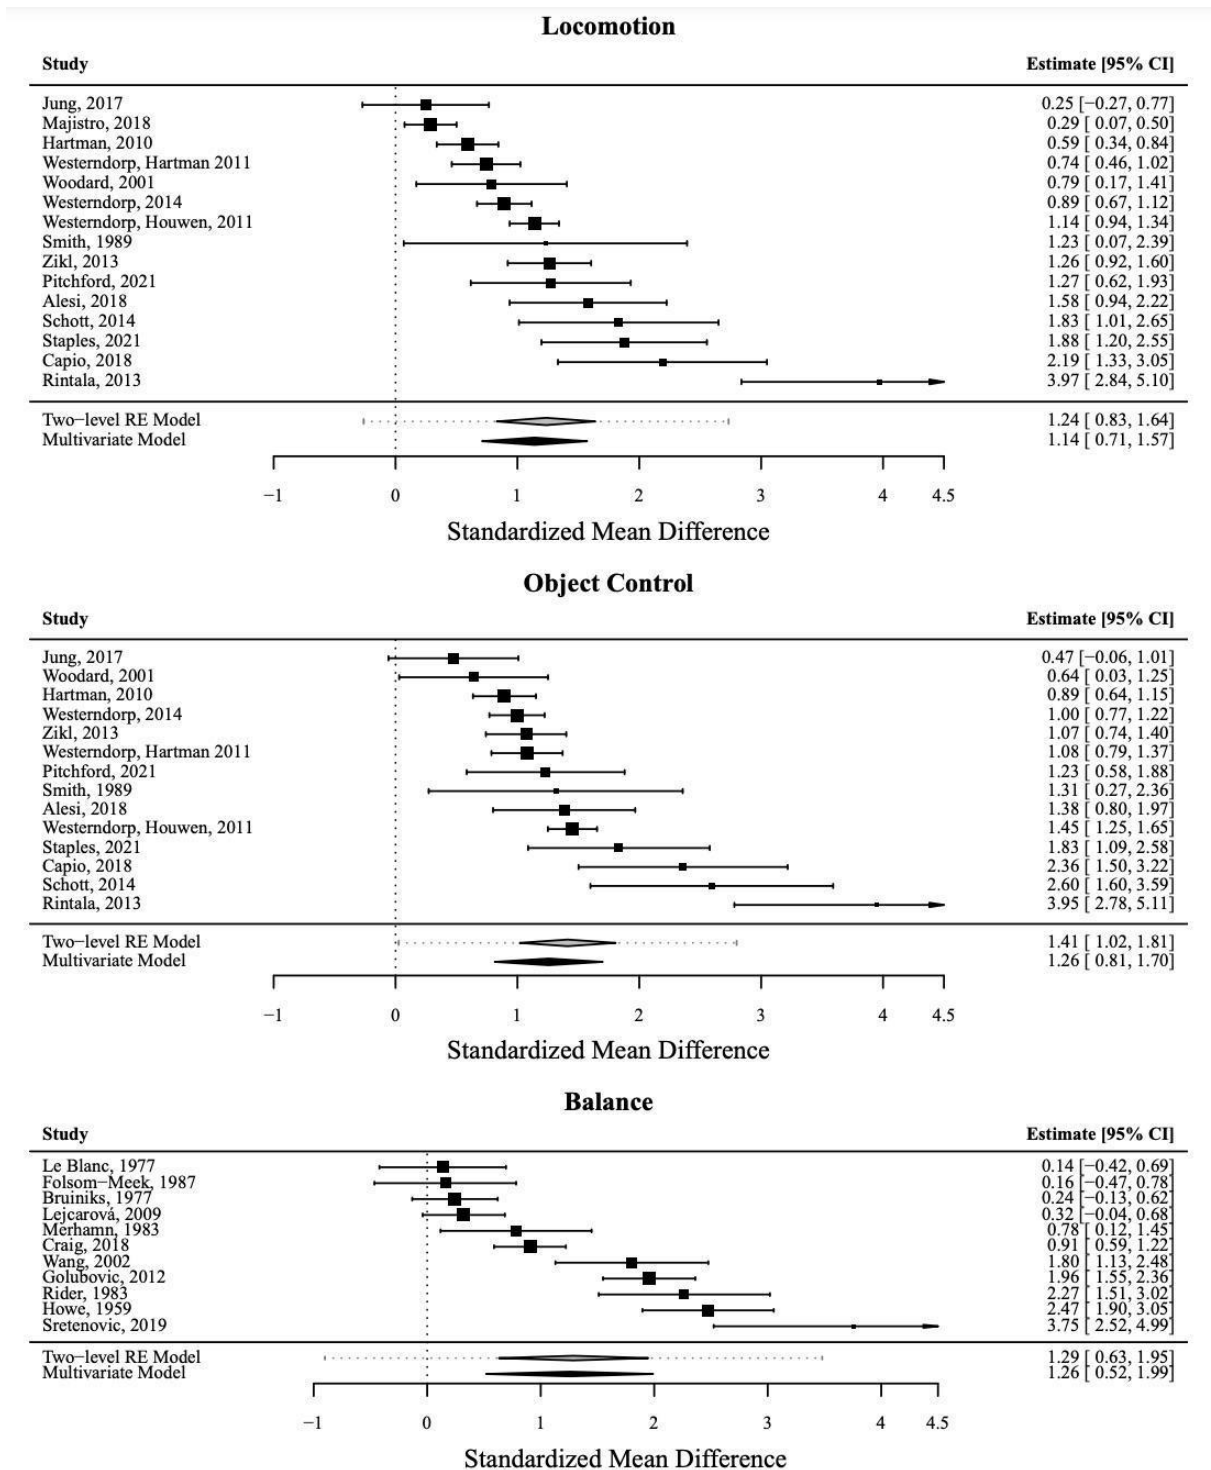 Locomotion
Study Estimate [95% CI]
Jung, 2017 0.25 [−0.27, 0.77]
Majistro, 2018 0.29 [ 0.07, 0.50]
Hartman, 2010 0.59 [ 0.34, 0.84]
Westerndorp, Hartman 2011 0.74 [ 0.46, 1.02]
Woodard, 2001 0.79 [ 0.17, 1.41]
Westerndorp, 2014 0.89 [ 0.67, 1.12]
Westerndorp, Houwen, 2011 1.14 [ 0.94, 1.34]
Smith, 1989 1.23 [ 0.07, 2.39]
Zikl, 2013 1.26 [ 0.92, 1.60]
Pitchford, 2021 1.27 [ 0.62, 1.93]
Alesi, 2018 1.58 [ 0.94, 2.22]
Schott, 2014 1.83 [ 1.01, 2.65]
Staples, 2021 1.88 [ 1.20, 2.55]
Capio, 2018 2.19 [ 1.33, 3.05]
Rintala, 2013 3.97 [ 2.84, 5.10]
Two−level RE Model 1.24 [ 0.83, 1.64]
Multivariate Model 1.14 [ 0.71, 1.57]
−1 0 1 2 3 4 4.5
Standardized Mean Difference
Object Control
Study Estimate [95% CI]
Jung, 2017 0.47 [−0.06, 1.01]
Woodard, 2001 0.64 [ 0.03, 1.25]
Hartman, 2010 0.89 [ 0.64, 1.15]
Westerndorp, 2014 1.00 [ 0.77, 1.22]
Zikl, 2013 1.07 [ 0.74, 1.40]
Westerndorp, Hartman 2011 1.08 [ 0.79, 1.37]
Pitchford, 2021 1.23 [ 0.58, 1.88]
Smith, 1989 1.31 [ 0.27, 2.36]
Alesi, 2018 1.38 [ 0.80, 1.97]
Westerndorp, Houwen, 2011 1.45 [ 1.25, 1.65]
Staples, 2021 1.83 [ 1.09, 2.58]
Capio, 2018 2.36 [ 1.50, 3.22]
Schott, 2014 2.60 [ 1.60, 3.59]
Rintala, 2013 3.95 [ 2.78, 5.11]
Two−level RE Model 1.41 [ 1.02, 1.81]
Multivariate Model 1.26 [ 0.81, 1.70]
−1 0 1 2 3 4 4.5
Standardized Mean Difference
Balance
Study Estimate [95% CI]
Le Blanc, 1977 0.14 [−0.42, 0.69]
Folsom−Meek, 1987 0.16 [−0.47, 0.78]
Bruiniks, 1977 0.24 [−0.13, 0.62]
Lejcarová, 2009 0.32 [−0.04, 0.68]
Merhamn, 1983 0.78 [ 0.12, 1.45]
Craig, 2018 0.91 [ 0.59, 1.22]
Wang, 2002 1.80 [ 1.13, 2.48]
Golubovic, 2012 1.96 [ 1.55, 2.36]
Rider, 1983 2.27 [ 1.51, 3.02]
Howe, 1959 2.47 [ 1.90, 3.05]
Sretenovic, 2019 3.75 [ 2.52, 4.99]
Two−level RE Model 1.29 [ 0.63, 1.95]
Multivariate Model 1.26 [ 0.52, 1.99]
−1 0 1 2 3 4 4.5
Standardized Mean Difference